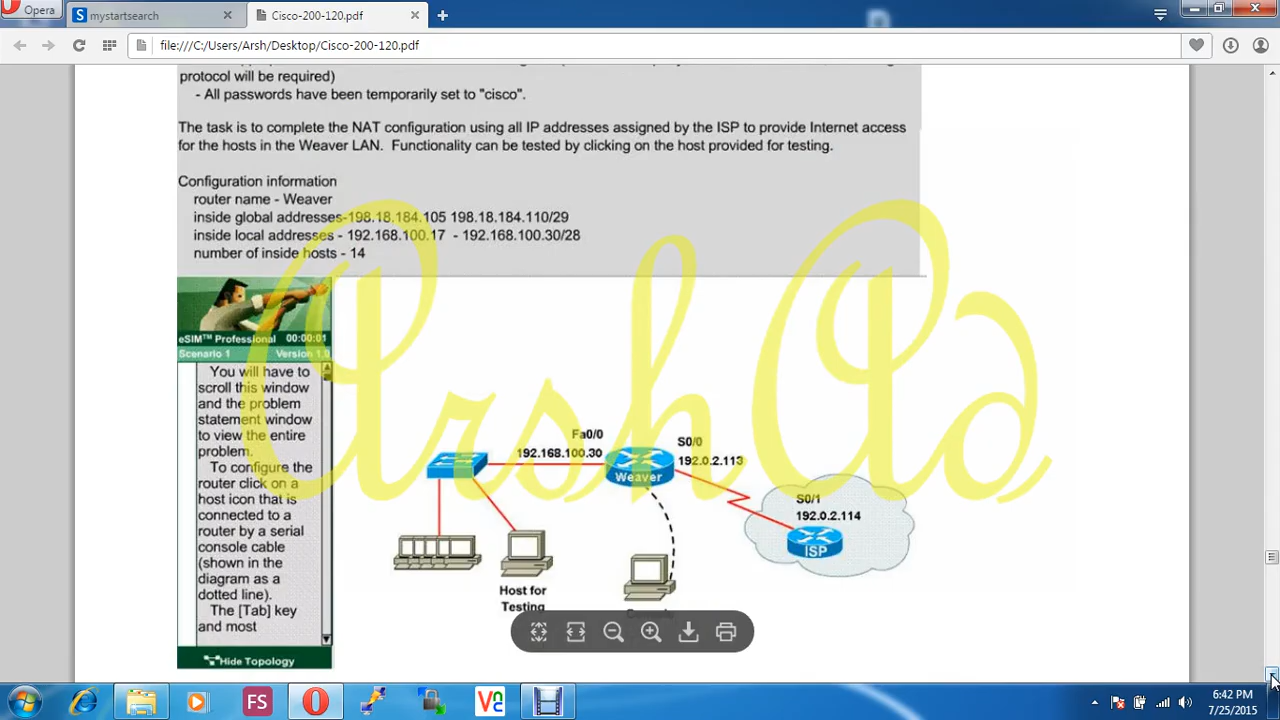 Opera
mystartsearch
Cisco-200-120.pdf
file:///C:/Users/Arsh/Desktop/Cisco-200-120.pdf
protocol will be required)
- All passwords have been temporarily set to "cisco".
The task is to complete the NAT configuration using all IP addresses assigned by the ISP to provide Internet access
for the hosts in the Weaver LAN. Functionality can be tested by clicking on the host provided for testing.
Configuration information
router name - Weaver
inside global addresses-198.18.184.105 198.18.184.110/29
inside local addresses - 192.168.100.17 - 192.168.100.30/28
number of inside hosts - 14
eSIM™ Professional 00:00:01
Scenario 1 Version 1.0
You will have to
scroll this window
and the problem
statement window
to view the entire
problem.
To configure the
router click on a
host icon that is
connected to a
router by a serial
console cable
(shown in the
diagram as a
dotted line).
The [Tab] key
and most
Hide Topology
Fa0/0
192.168.100.30
S0/0
192.0.2.113
Weaver
S0/1
192.0.2.114
ISP
Host for
Testing
FS
VNC
6:42 PM
7/25/2015